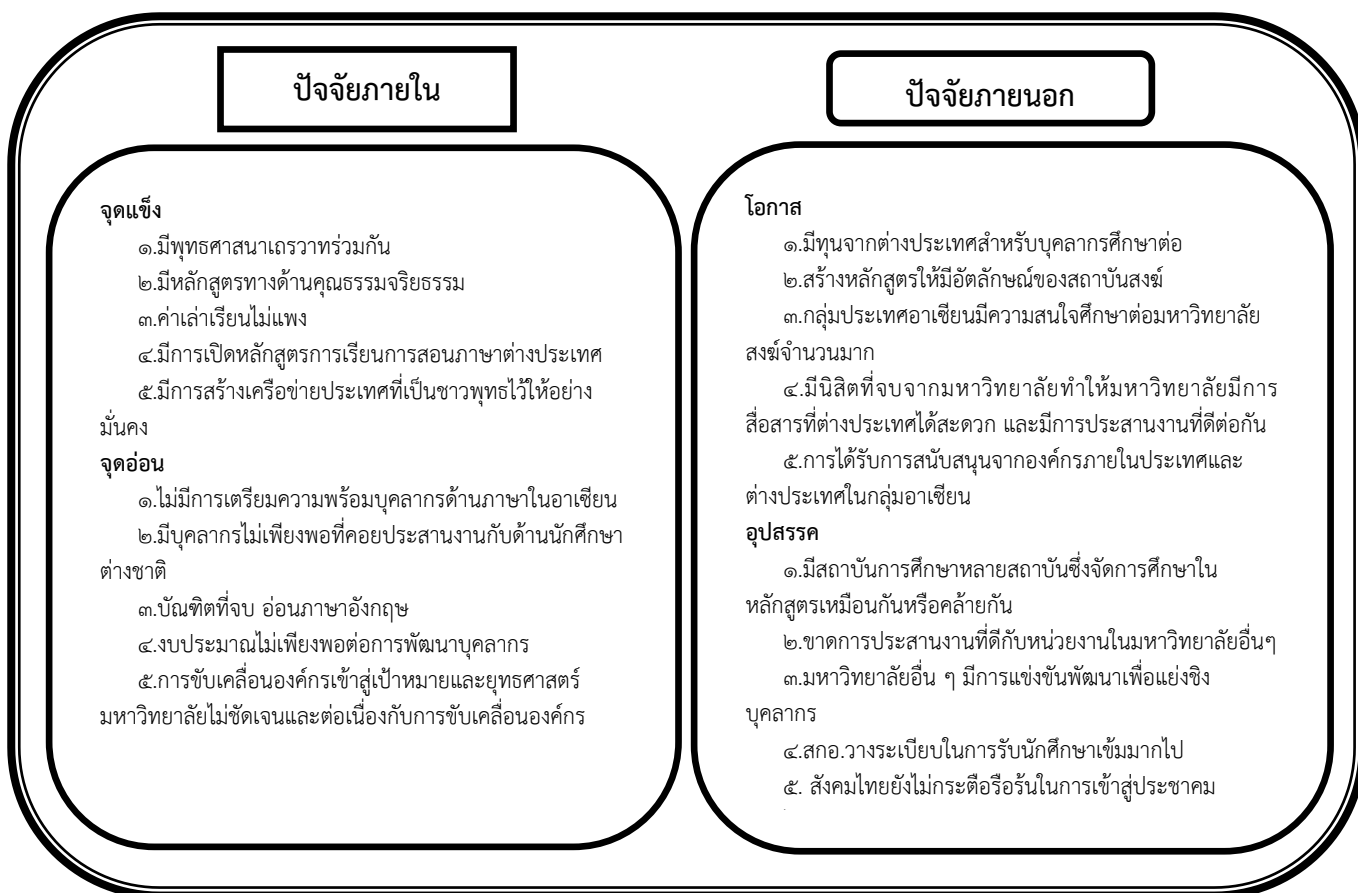 ปัจจัยภายใน
จุดแข็ง
๑.มีพุทธศาสนาเถรวาทร่วมกัน
๒.มีหลักสูตรทางด้านคุณธรรมจริยธรรม
๓.ค่าเล่าเรียนไม่แพง
๔.มีการเปิดหลักสูตรการเรียนการสอนภาษาต่างประเทศ
๕.มีการสร้างเครือข่ายประเทศที่เป็นชาวพุทธไว้ให้อย่าง
มั่นคง
จุดอ่อน
๑.ไม่มีการเตรียมความพร้อมบุคลากรด้านภาษาในอาเซียน
๒.มีบุคลากรไม่เพียงพอที่คอยประสานงานกับด้านนักศึกษา
ต่างชาติ
๓.บัณฑิตที่จบ อ่อนภาษาอังกฤษ
๔.งบประมาณไม่เพียงพอต่อการพัฒนาบุคลากร
๕.การขับเคลื่อนองค์กรเข้าสู่เป้าหมายและยุทธศาสตร์
มหาวิทยาลัยไม่ชัดเจนและต่อเนื่องกับการขับเคลื่อนองค์กร
ปัจจัยภายนอก
โอกาส
๑.มีทุนจากต่างประเทศสำหรับบุคลากรศึกษาต่อ
๒.สร้างหลักสูตรให้มีอัตลักษณ์ของสถาบันสงฆ์
๓.กลุ่มประเทศอาเซียนมีความสนใจศึกษาต่อมหาวิทยาลัย
สงฆ์จำนวนมาก
๔.มีนิสิตที่จบจากมหาวิทยาลัยทำให้มหาวิทยาลัยมีการ
สื่อสารที่ต่างประเทศได้สะดวก และมีการประสานงานที่ดีต่อกัน
๕.การได้รับการสนับสนุนจากองค์กรภายในประเทศและ
ต่างประเทศในกลุ่มอาเซียน
อุปสรรค
๑.มีสถาบันการศึกษาหลายสถาบันซึ่งจัดการศึกษาใน
หลักสูตรเหมือนกันหรือคล้ายกัน
๒.ขาดการประสานงานที่ดีกับหน่วยงานในมหาวิทยาลัยอื่นๆ
๓.มหาวิทยาลัยอื่น ๆ มีการแข่งขันพัฒนาเพื่อแย่งชิง
บุคลากร
๔.สกอ.วางระเบียบในการรับนักศึกษาเข้มมากไป
๕. สังคมไทยยังไม่กระตือรือร้นในการเข้าสู่ประชาคม